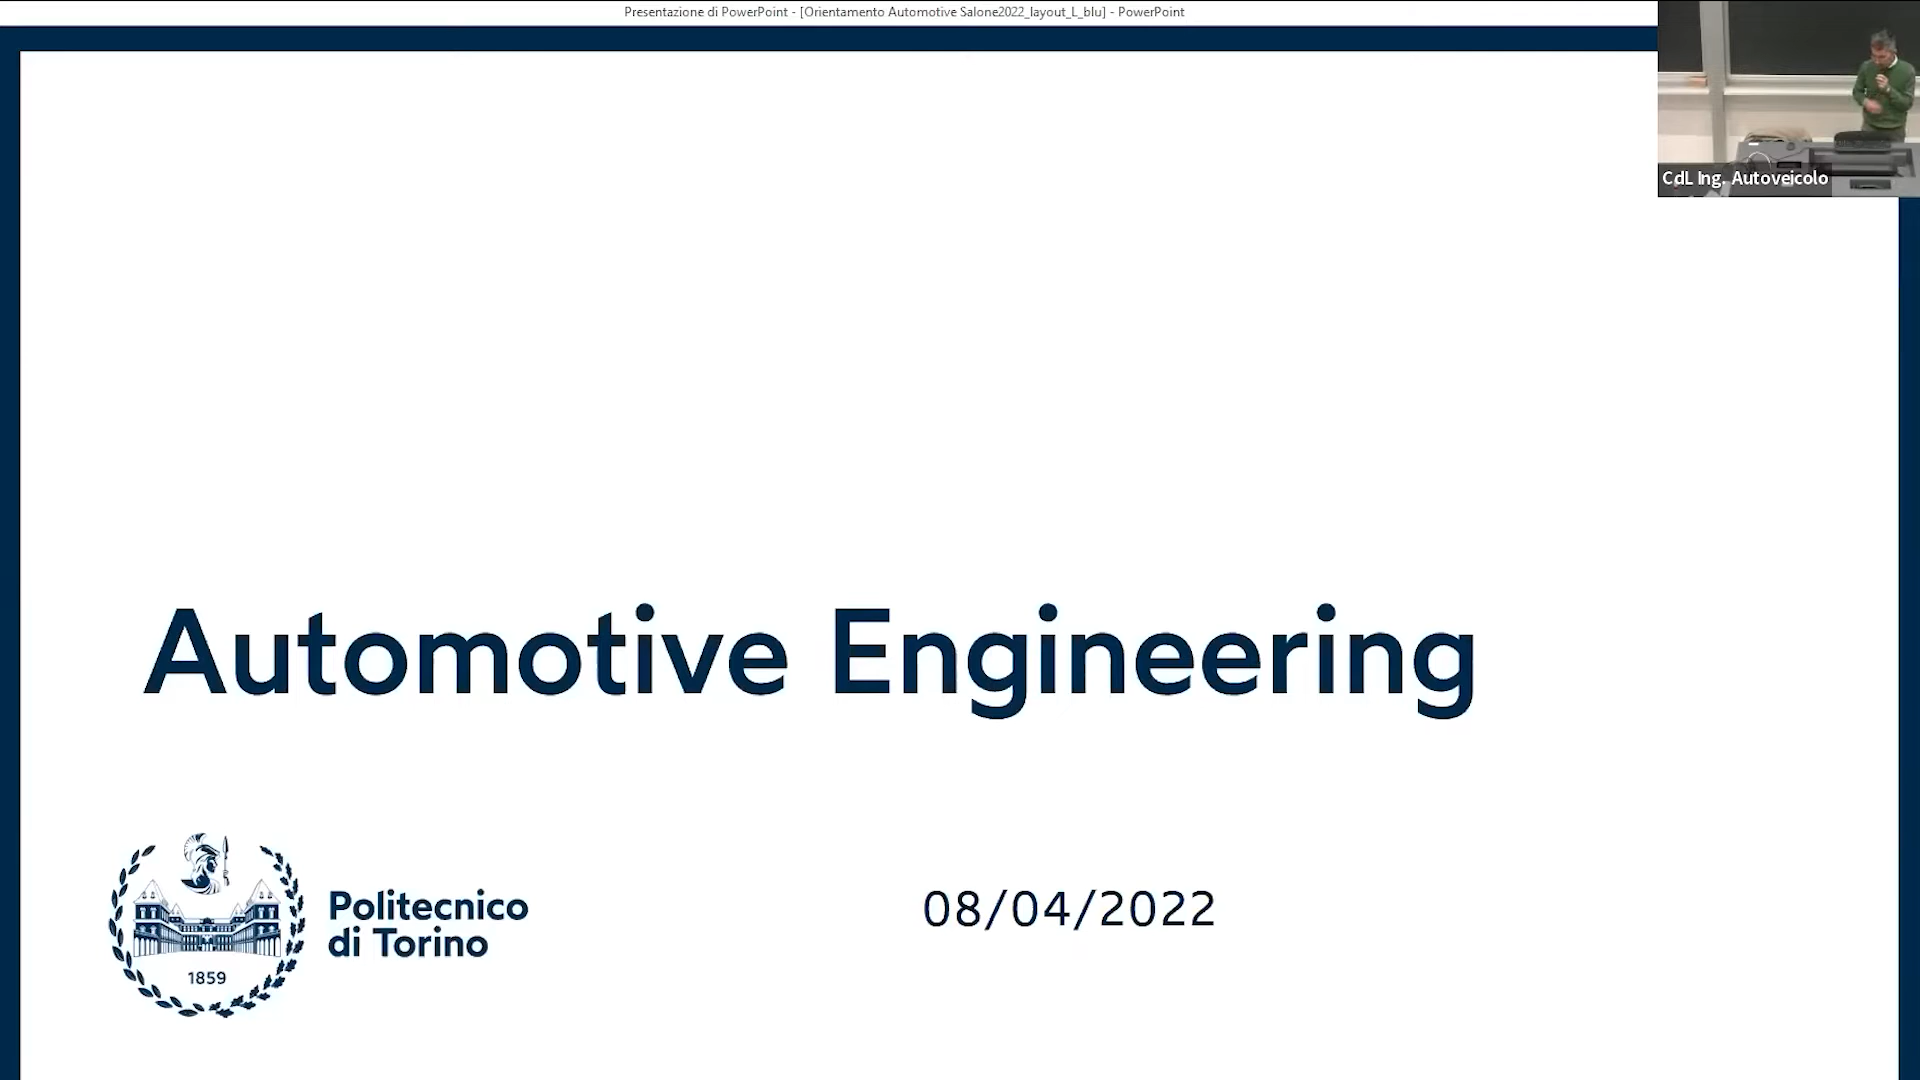 Presentazione di PowerPoint - [Orientamento Automotive Salone2022_layout_L_blu] - PowerPoint
CdL Ing. Autoveicolo
Automotive Engineering
Politecnico
di Torino
1859
08/04/2022